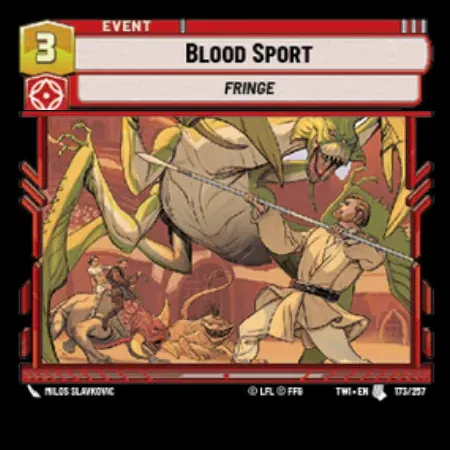 EVENT
3
BLOOD SPORT
FRINGE
MILOS SLAVKOVIC
© LFL © FFG
TWI • EN
173/257